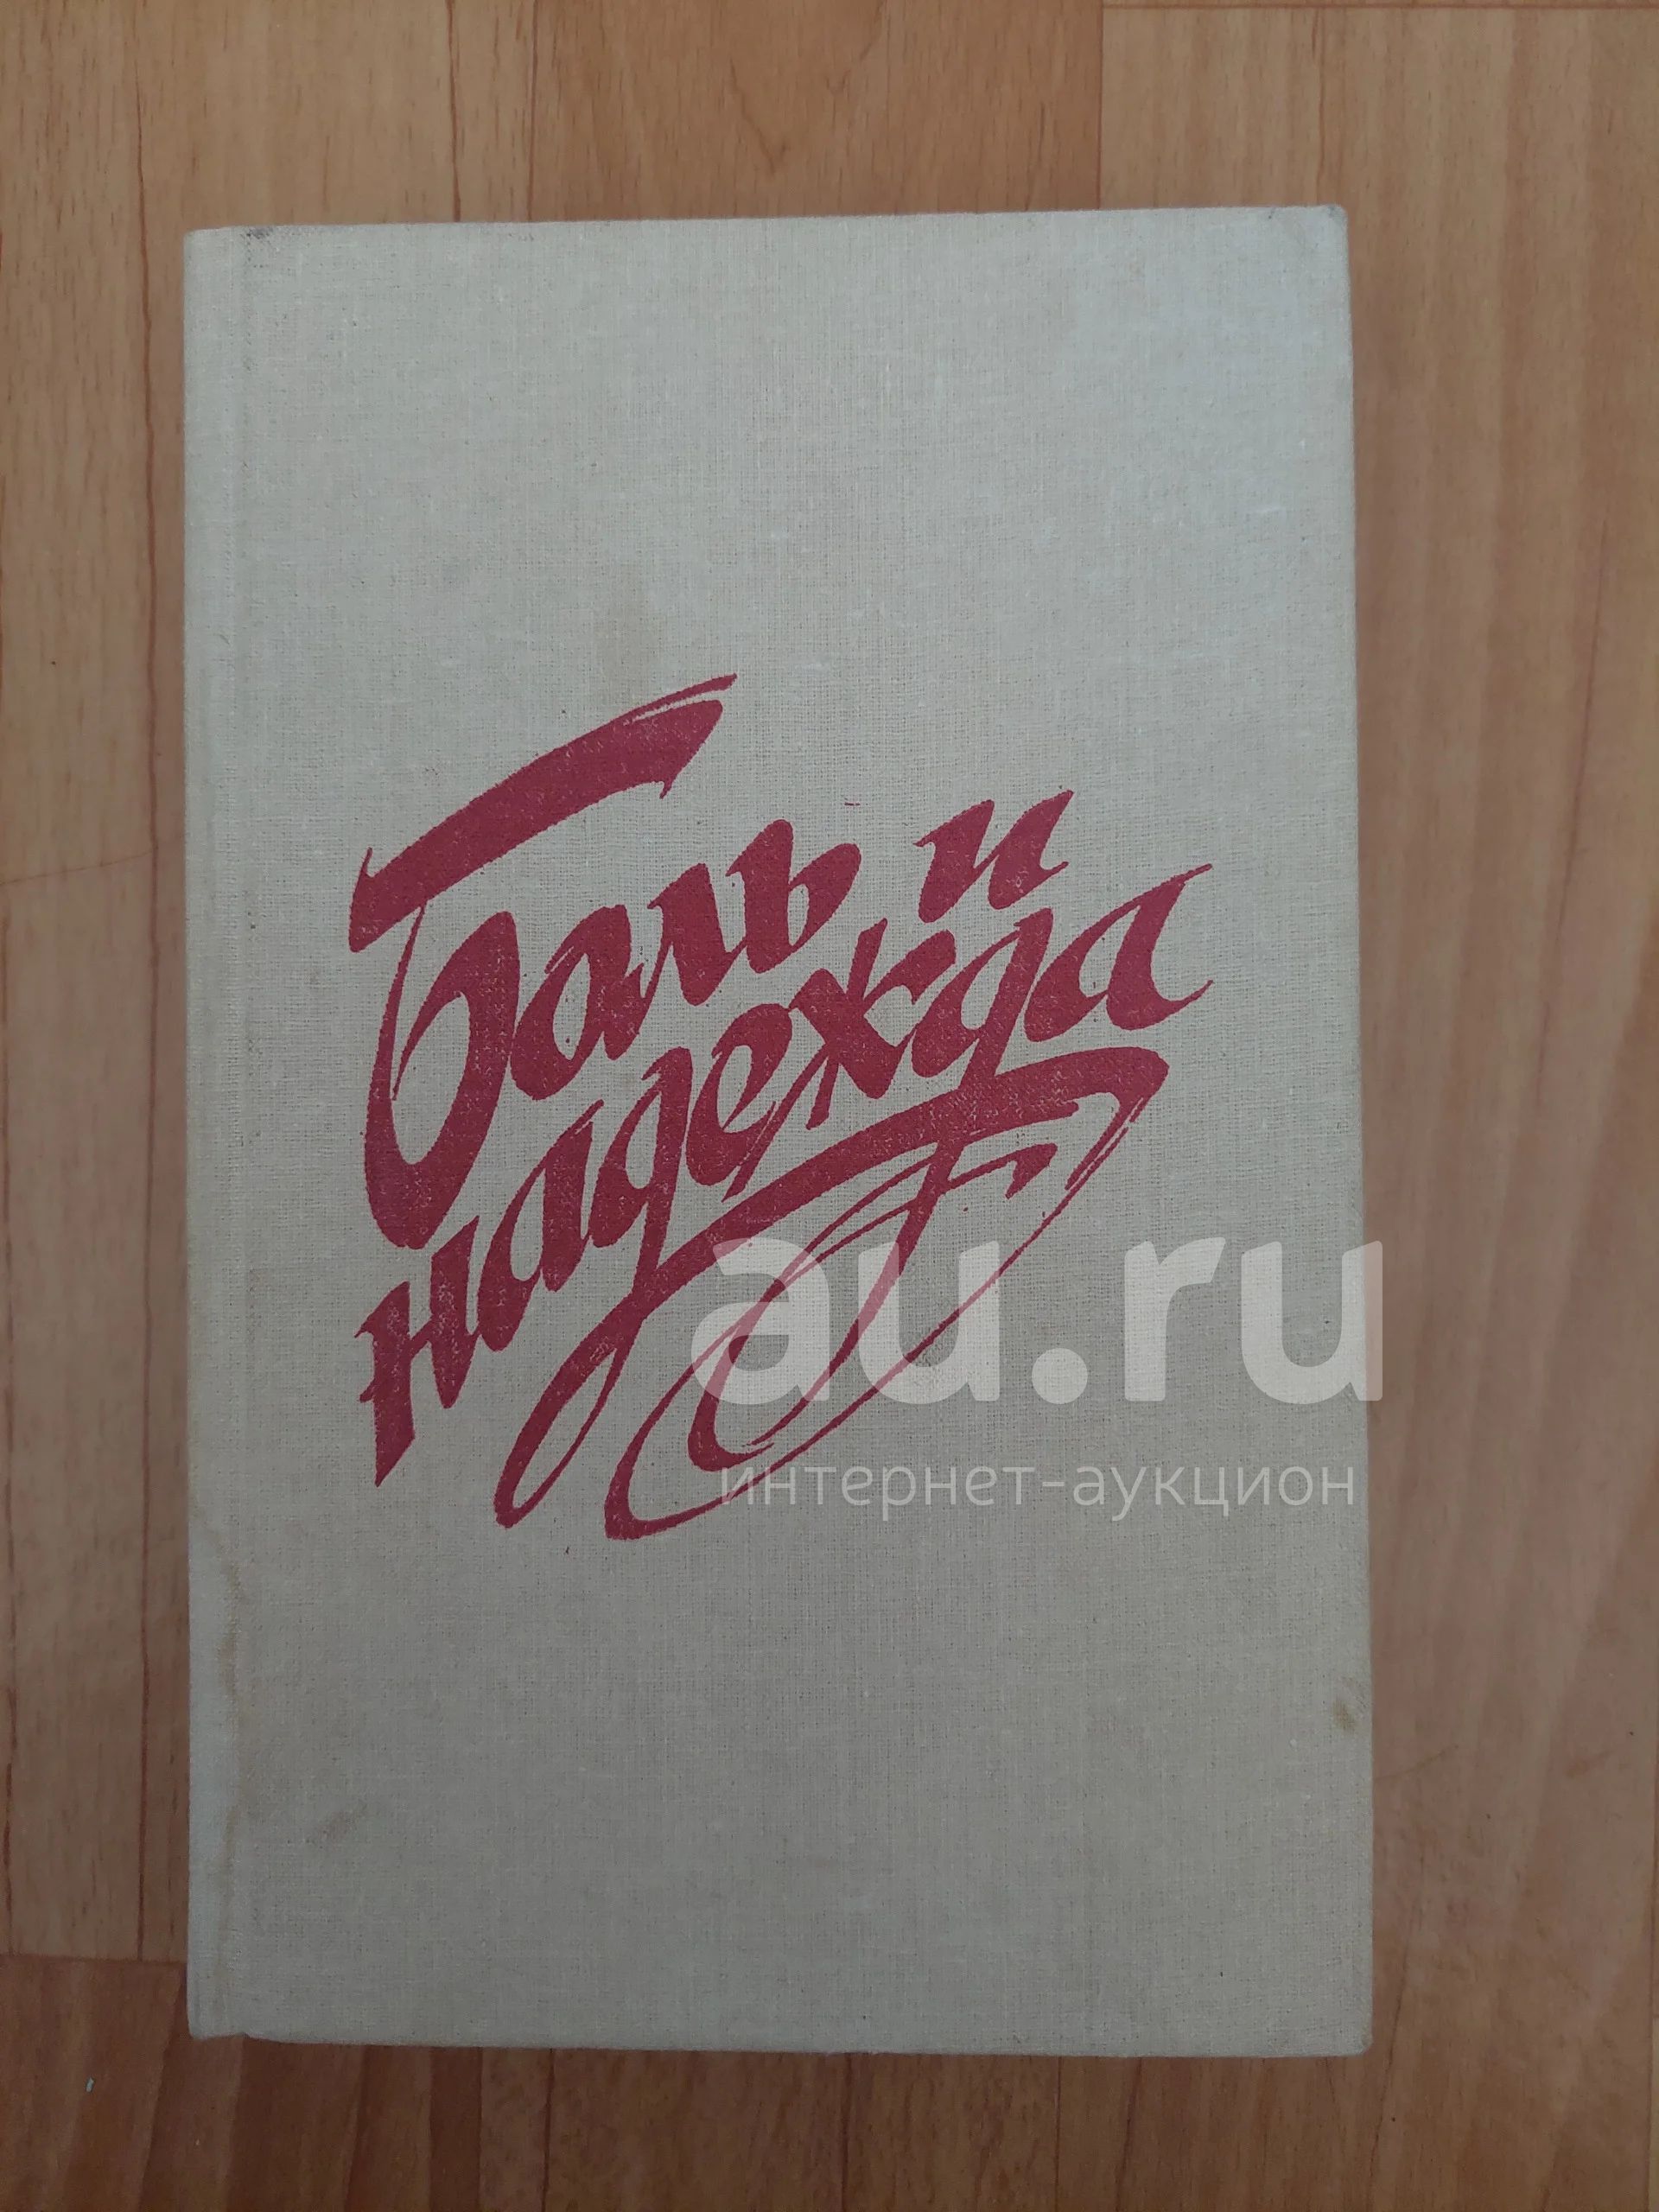 Боль и
надежда
au.ru
интернет-аукцион